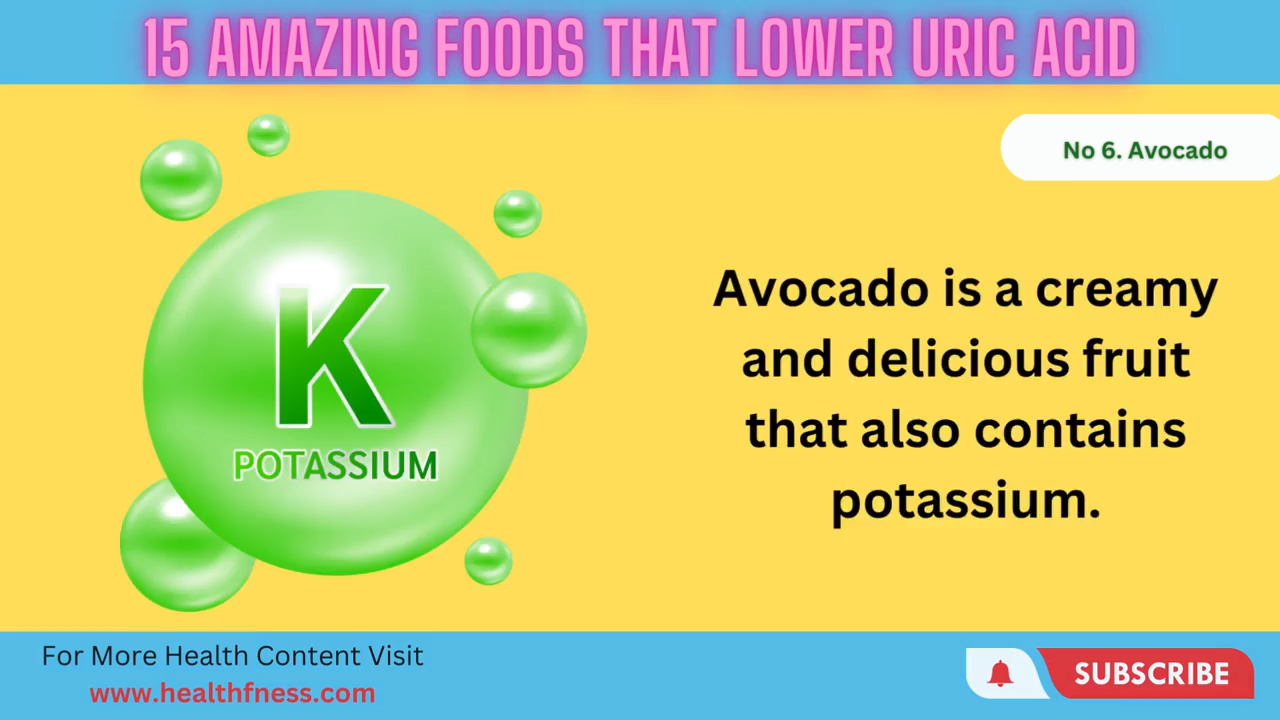 15 AMAZING FOODS THAT LOWER URIC ACID
No 6. Avocado
K
POTASSIUM
Avocado is a creamy
and delicious fruit
that also contains
potassium.
For More Health Content Visit
www.healthfness.com
SUBSCRIBE